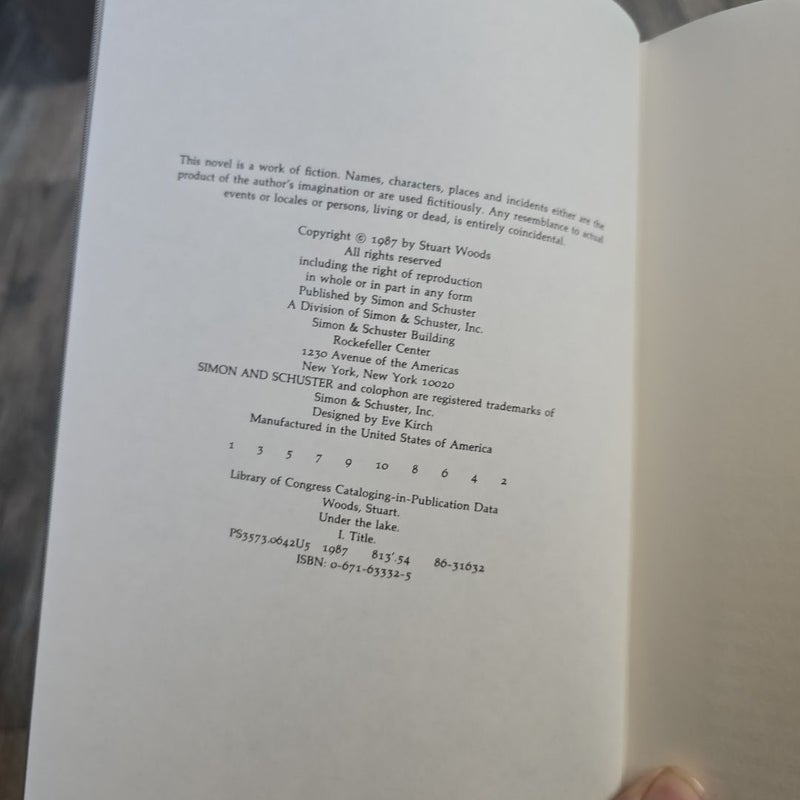 This novel is a work of fiction. Names, characters, places and incidents either are the
product of the author's imagination or are used fictitiously. Any resemblance to actual
events or locales or persons, living or dead, is entirely coincidental.
Copyright © 1987 by Stuart Woods
All rights reserved
including the right of reproduction
in whole or in part in any form
Published by Simon and Schuster
A Division of Simon & Schuster, Inc.
Simon & Schuster Building
Rockefeller Center
1230 Avenue of the Americas
New York, New York 10020
SIMON AND SCHUSTER and colophon are registered trademarks of
Simon & Schuster, Inc.
Designed by Eve Kirch
Manufactured in the United States of America
1 3 5 7 9 10 8 6 4 2
Library of Congress Cataloging-in-Publication Data
Woods, Stuart.
Under the lake.
I. Title.
PS3573.O642U5 1987 813'.54 86-31632
ISBN: 0-671-63332-5